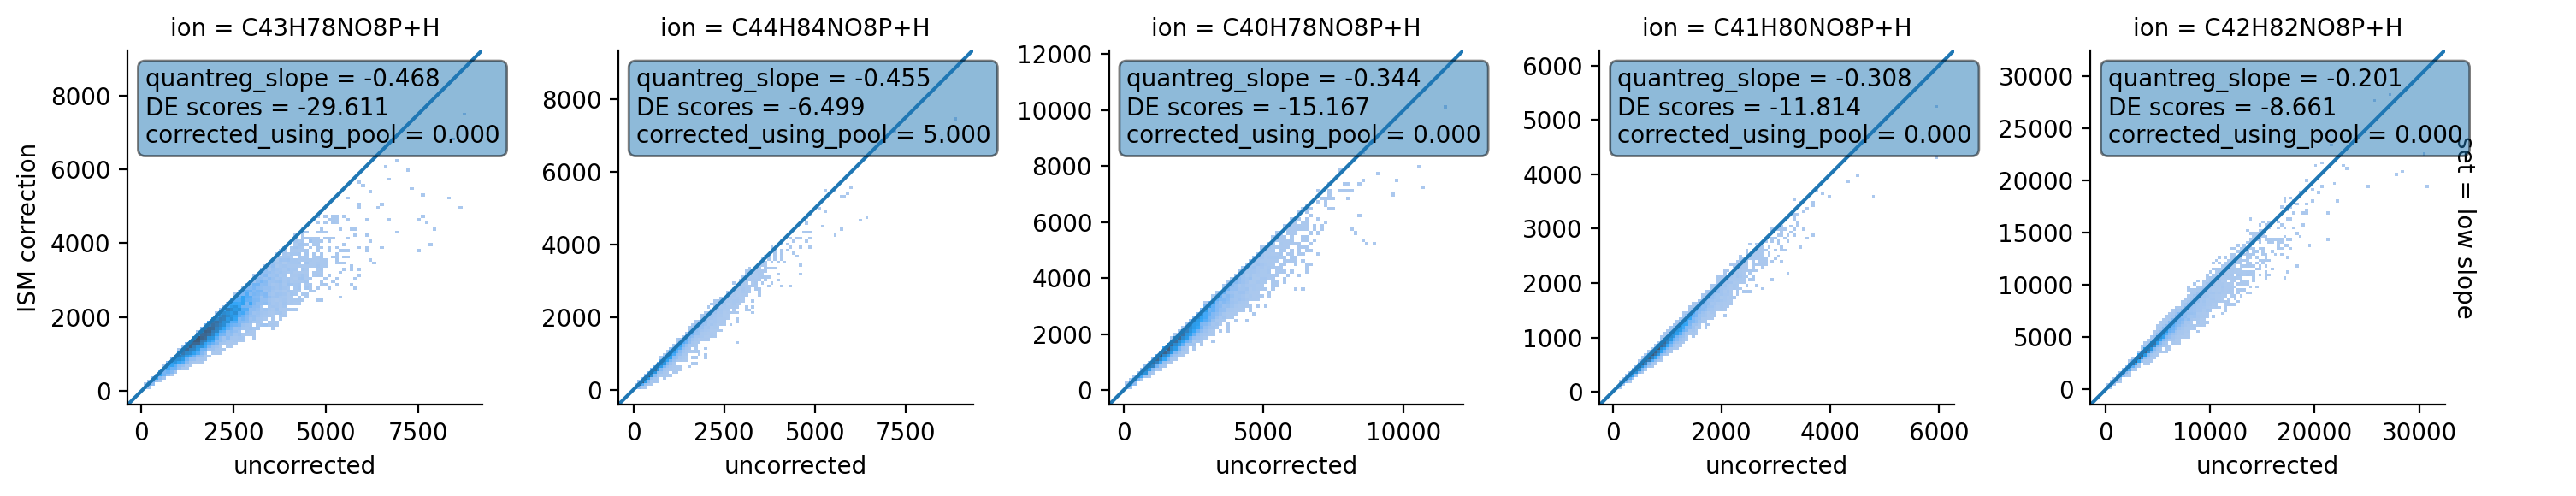 ion = C43H78NO8P+H
ion = C44H84NO8P+H
ion = C40H78NO8P+H
ion = C41H80NO8P+H
ion = C42H82NO8P+H
ISM correction
8000
6000
4000
2000
0
quantreg_slope = -0.468
DE scores = -29.611
corrected_using_pool = 0.000
0
2500
5000
7500
uncorrected
8000
6000
4000
2000
0
quantreg_slope = -0.455
DE scores = -6.499
corrected_using_pool = 5.000
0
2500
5000
7500
uncorrected
12000
10000
8000
6000
4000
2000
0
quantreg_slope = -0.344
DE scores = -15.167
corrected_using_pool = 0.000
0
5000
10000
uncorrected
6000
5000
4000
3000
2000
1000
0
quantreg_slope = -0.308
DE scores = -11.814
corrected_using_pool = 0.000
0
2000
4000
6000
uncorrected
30000
25000
20000
15000
10000
5000
0
quantreg_slope = -0.201
DE scores = -8.661
corrected_using_pool = 0.000
0
10000
20000
30000
uncorrected
set = low slope